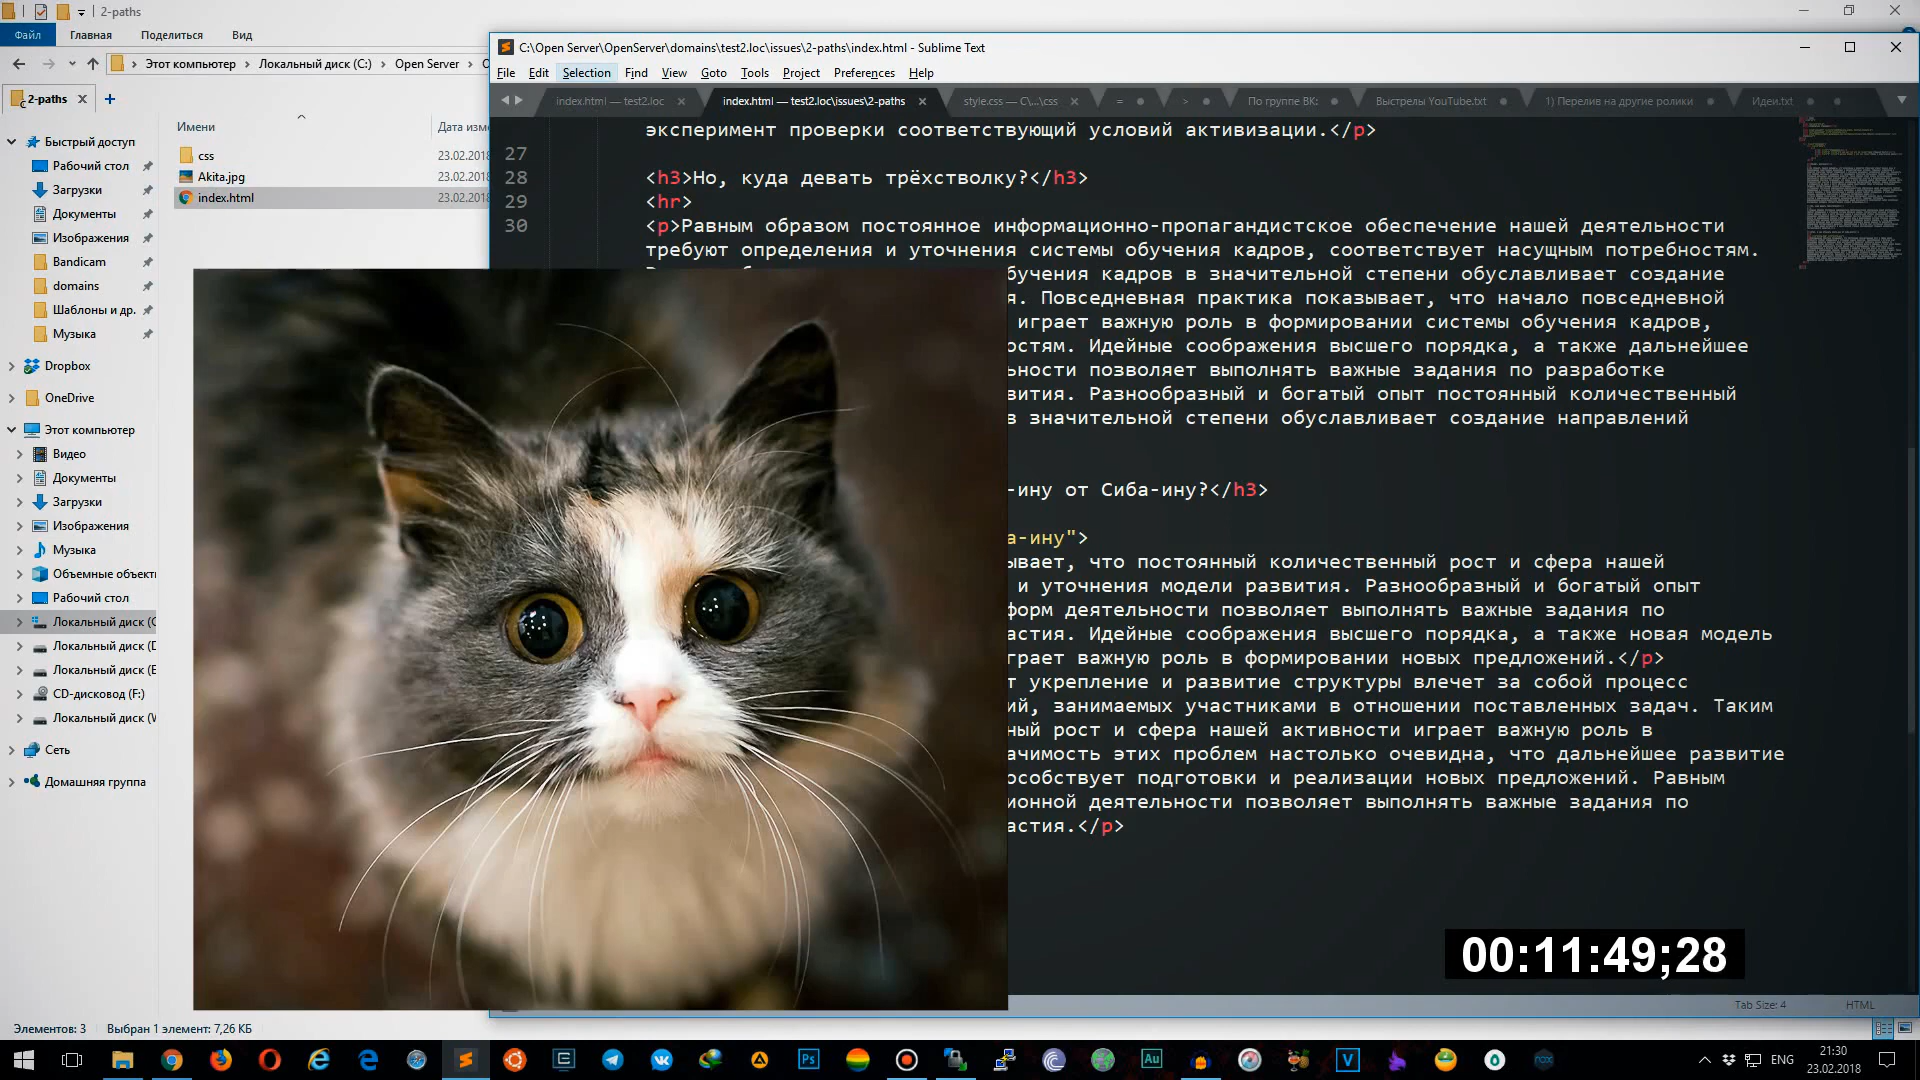 2-paths
Файл Главная Поделиться Вид
Этот компьютер Локальный диск (C:) Open Server
2-paths
Имени Дата изме
css 23.02.2018
Akita.jpg 23.02.2018
index.html 23.02.2018
Быстрый доступ
Рабочий стол
Загрузки
Документы
Изображения
Bandicam
domains
Шаблоны и др.
Музыка
Dropbox
OneDrive
Этот компьютер
Видео
Документы
Загрузки
Изображения
Музыка
Объемные объекты
Рабочий стол
Локальный диск (C
Локальный диск (D
Локальный диск (E
CD-дисковод (F:)
Локальный диск (V
Сеть
Домашняя группа
Элементов: 3 Выбран 1 элемент: 7,26 КБ
C:\Open Server\OpenServer\domains\test2.loc\issues\2-paths\index.html - Sublime Text
File Edit Selection Find View Goto Tools Project Preferences Help
index.html — test2.loc index.html — test2.loc\issues\2-paths style.css — C\...\css = > По группе ВК: Выстрелы YouTube.txt 1) Перелив на другие ролики Идеи.txt
эксперимент проверки соответствующий условий активизации.</p>
27
28 <h3>Но, куда девать трёхстволку?</h3>
29 <hr>
30 <p>Равным образом постоянное информационно-пропагандистское обеспечение нашей деятельности
требуют определения и уточнения системы обучения кадров, соответствует насущным потребностям.
бучения кадров в значительной степени обуславливает создание
я. Повседневная практика показывает, что начало повседневной
играет важную роль в формировании системы обучения кадров,
остям. Идейные соображения высшего порядка, а также дальнейшее
ьности позволяет выполнять важные задания по разработке
вития. Разнообразный и богатый опыт постоянный количественный
в значительной степени обуславливает создание направлений
-ину от Сиба-ину?</h3>
а-ину">
ывает, что постоянный количественный рост и сфера нашей
и уточнения модели развития. Разнообразный и богатый опыт
форм деятельности позволяет выполнять важные задания по
астия. Идейные соображения высшего порядка, а также новая модель
грает важную роль в формировании новых предложений.</p>
т укрепление и развитие структуры влечет за собой процесс
ий, занимаемых участниками в отношении поставленных задач. Таким
ный рост и сфера нашей активности играет важную роль в
ачимость этих проблем настолько очевидна, что дальнейшее развитие
особствует подготовки и реализации новых предложений. Равным
ионной деятельности позволяет выполнять важные задания по
астия.</p>
00:11:49;28
Tab Size: 4 HTML
ENG 21:30
23.02.2018